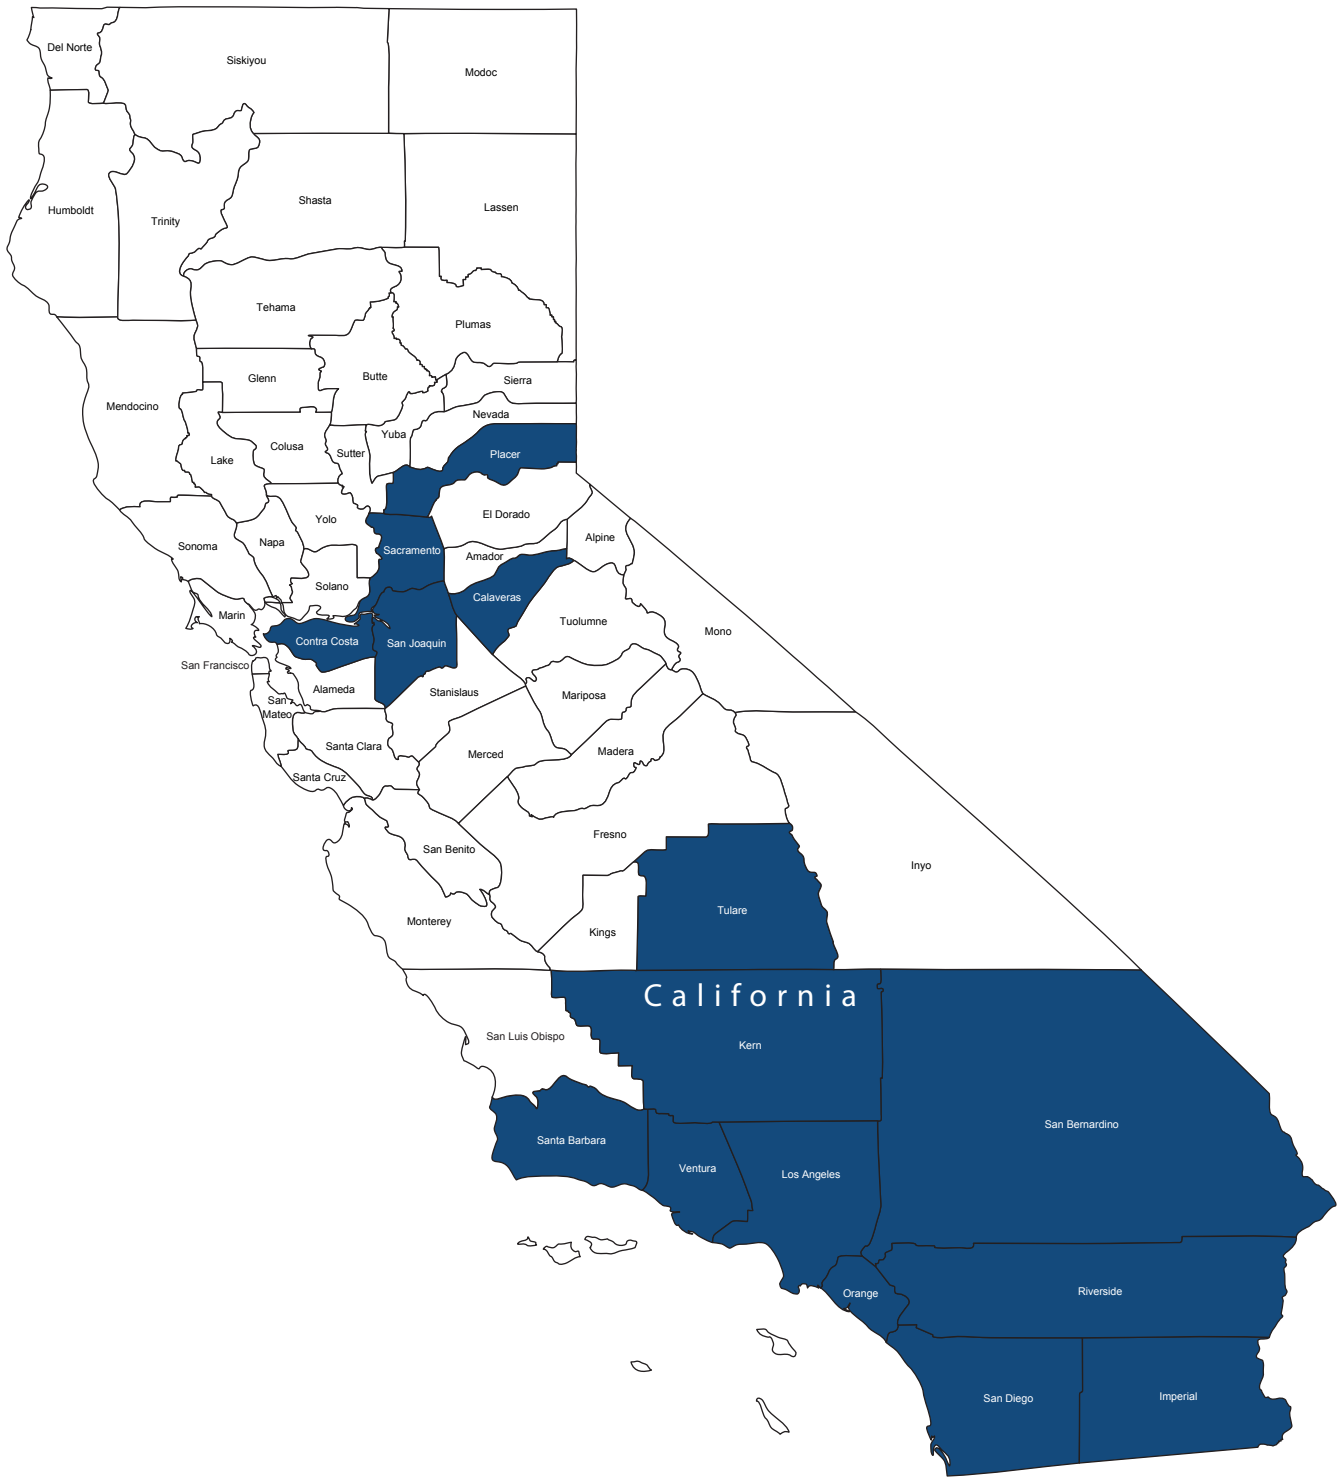 Del Norte
Siskiyou
Modoc
Humboldt
Trinity
Shasta
Lassen
Tehama
Plumas
Glenn
Butte
Sierra
Mendocino
Nevada
Colusa
Yuba
Sutter
Placer
Lake
El Dorado
Yolo
Alpine
Sonoma
Napa
Sacramento
Amador
Solano
Calaveras
Marin
Tuolumne
Mono
Contra Costa
San Joaquin
San Francisco
Alameda
Stanislaus
Mariposa
San
Mateo
Santa Clara
Merced
Madera
Santa Cruz
Fresno
San Benito
Inyo
Tulare
Monterey
Kings
California
San Luis Obispo
Kern
San Bernardino
Santa Barbara
Ventura
Los Angeles
Orange
Riverside
San Diego
Imperial